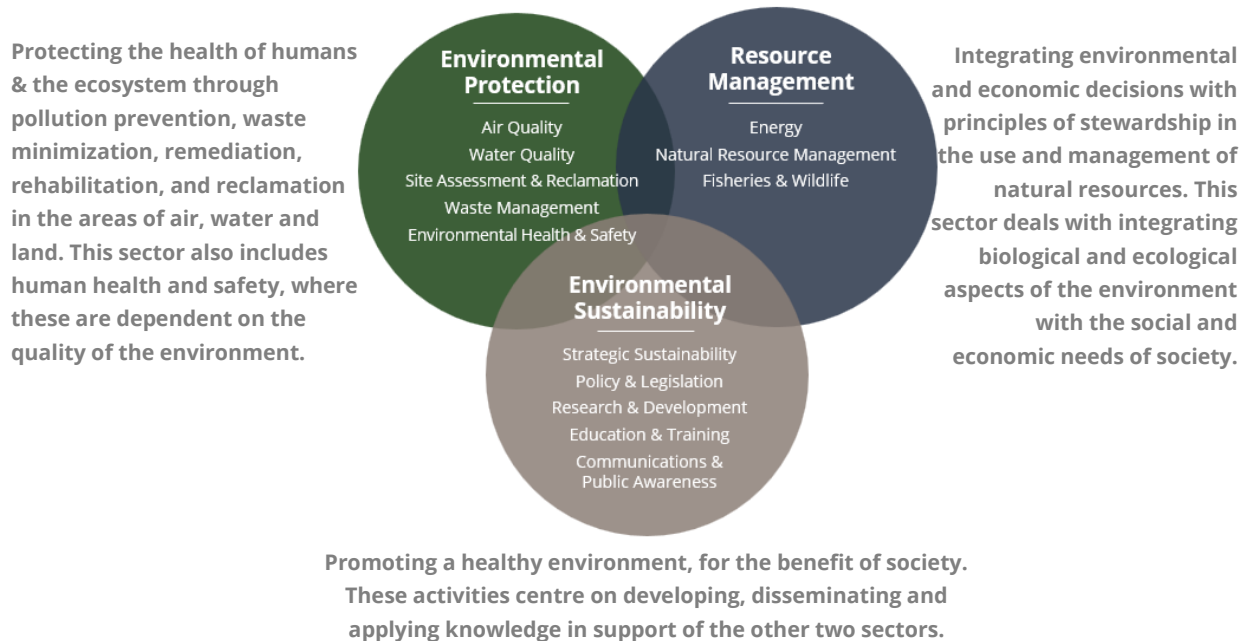 Protecting the health of humans
& the ecosystem through
pollution prevention, waste
minimization, remediation,
rehabilitation, and reclamation
in the areas of air, water and
land. This sector also includes
human health and safety, where
these are dependent on the
quality of the environment.
Environmental
Protection
Air Quality
Water Quality
Site Assessment & Reclamation
Waste Management
Environmental Health & Safety
Resource
Management
Energy
Natural Resource Management
Fisheries & Wildlife
Integrating environmental
and economic decisions with
principles of stewardship in
the use and management of
natural resources. This
sector deals with integrating
biological and ecological
aspects of the environment
with the social and
economic needs of society.
Environmental
Sustainability
Strategic Sustainability
Policy & Legislation
Research & Development
Education & Training
Communications &
Public Awareness
Promoting a healthy environment, for the benefit of society.
These activities centre on developing, disseminating and
applying knowledge in support of the other two sectors.